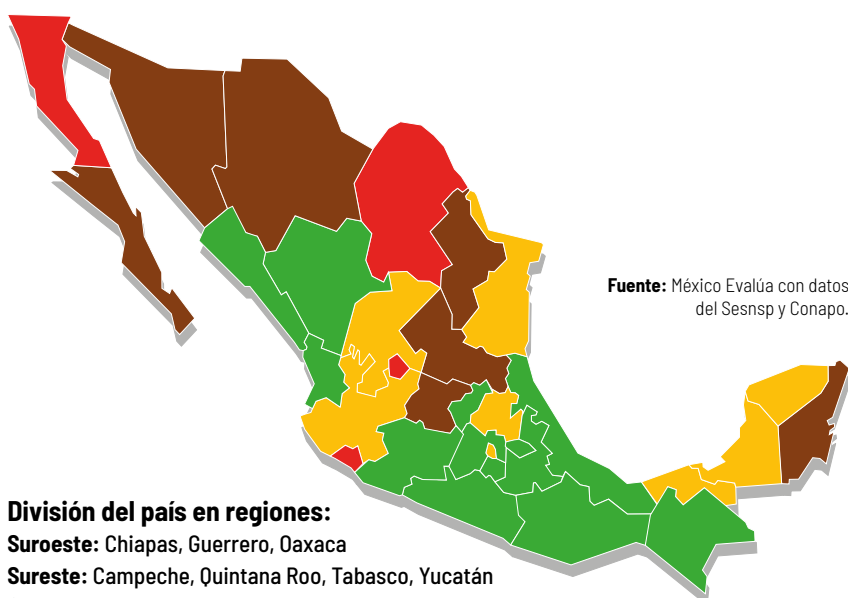 Fuente: México Evalúa con datos
del Sesnsp y Conapo.
División del país en regiones:
Suroeste: Chiapas, Guerrero, Oaxaca
Sureste: Campeche, Quintana Roo, Tabasco, Yucatán